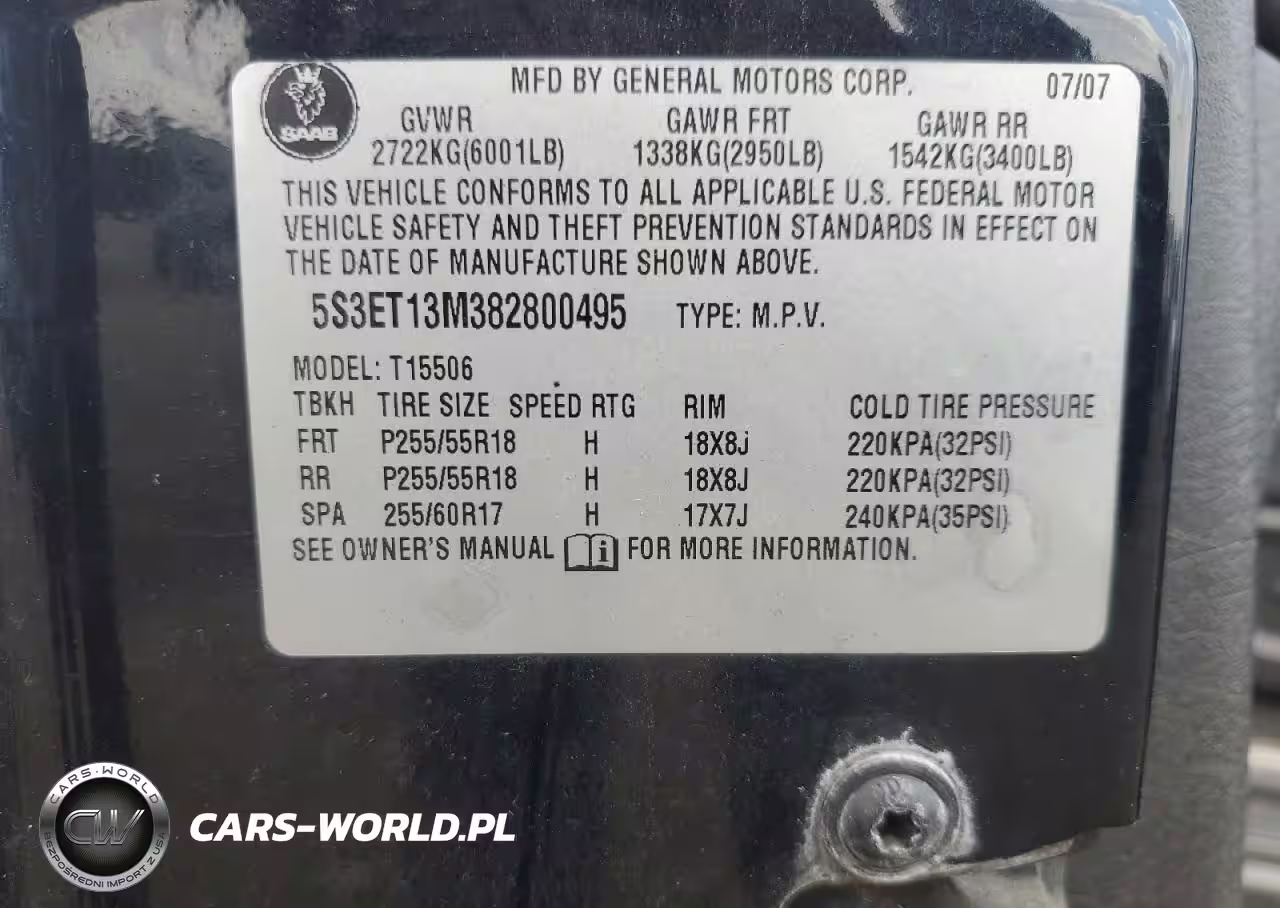 SAAB
MFD BY GENERAL MOTORS CORP. 07/07
GVWR GAWR FRT GAWR RR
2722KG(6001LB) 1338KG(2950LB) 1542KG(3400LB)
THIS VEHICLE CONFORMS TO ALL APPLICABLE U.S. FEDERAL MOTOR
VEHICLE SAFETY AND THEFT PREVENTION STANDARDS IN EFFECT ON
THE DATE OF MANUFACTURE SHOWN ABOVE.
5S3ET13M382800495 TYPE: M.P.V.
MODEL: T15506
TBKH TIRE SIZE SPEED RTG RIM COLD TIRE PRESSURE
FRT P255/55R18 H 18X8J 220KPA(32PSI)
RR P255/55R18 H 18X8J 220KPA(32PSI)
SPA 255/60R17 H 17X7J 240KPA(35PSI)
SEE OWNER'S MANUAL i FOR MORE INFORMATION.
CARS-WORLD
CW
BEZPOŚREDNI IMPORT Z USA
CARS-WORLD.PL